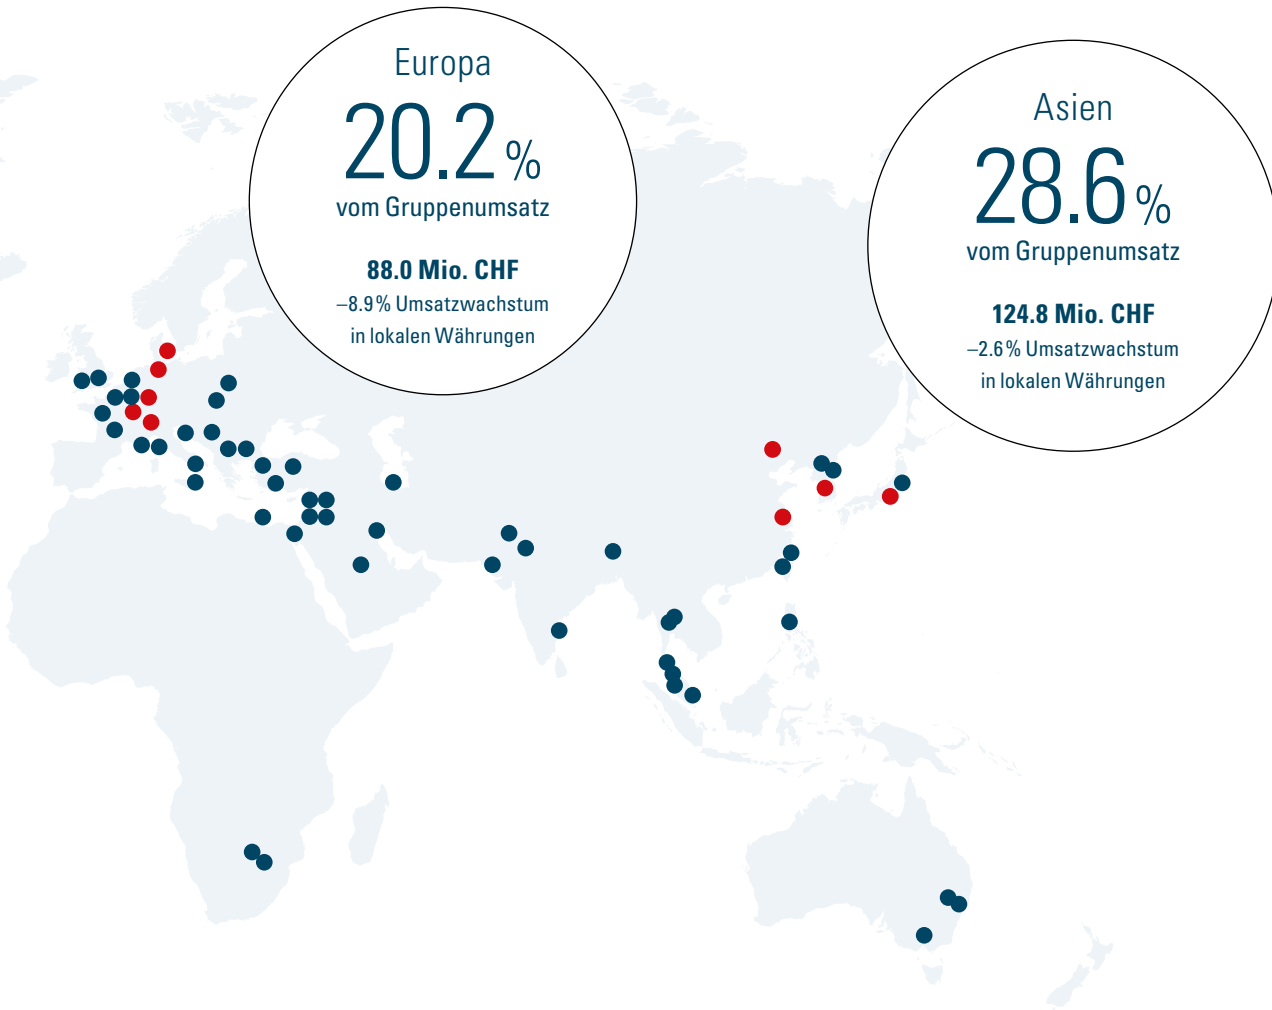 Europa
20.2 %
vom Gruppenumsatz
88.0 Mio. CHF
–8.9 % Umsatzwachstum
in lokalen Währungen
Asien
28.6 %
vom Gruppenumsatz
124.8 Mio. CHF
–2.6 % Umsatzwachstum
in lokalen Währungen